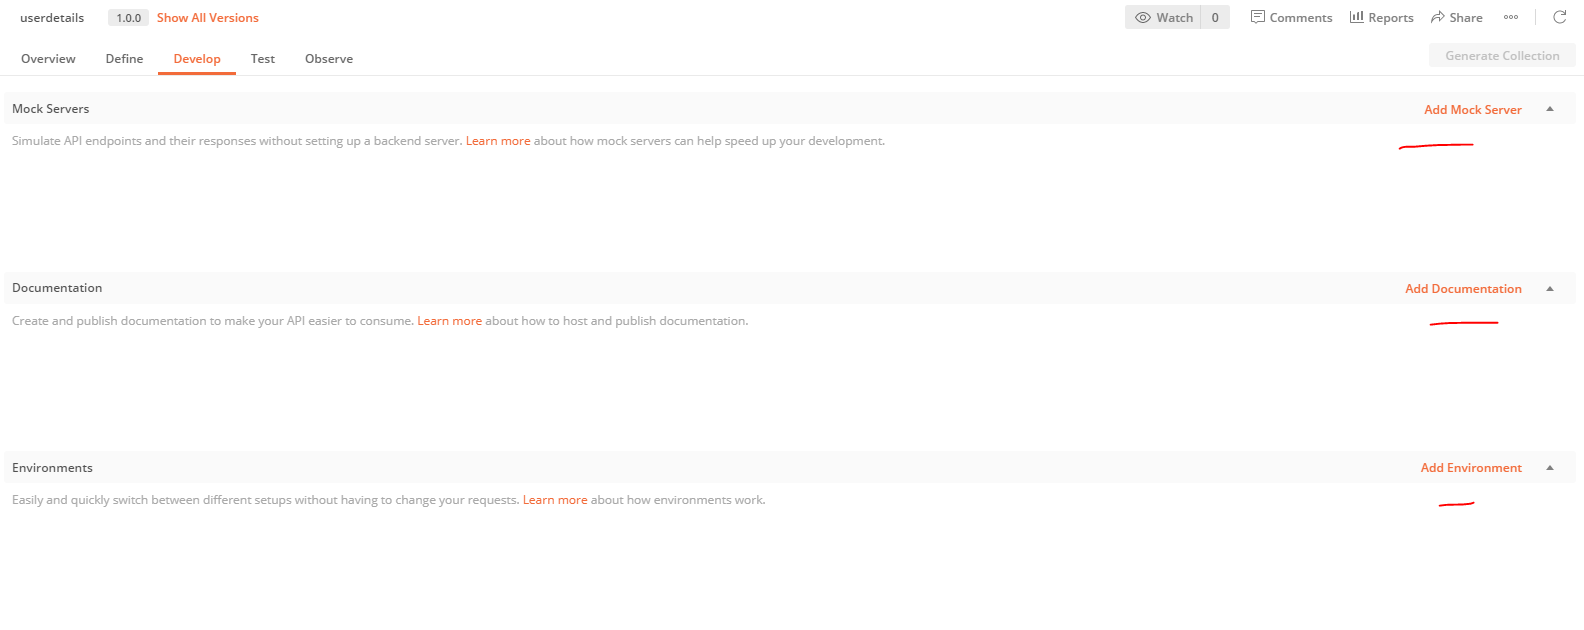 userdetails 1.0.0 Show All Versions Watch 0 Comments Reports Share
Overview Define Develop Test Observe Generate Collection
Mock Servers Add Mock Server
Simulate API endpoints and their responses without setting up a backend server. Learn more about how mock servers can help speed up your development.
Documentation Add Documentation
Create and publish documentation to make your API easier to consume. Learn more about how to host and publish documentation.
Environments Add Environment
Easily and quickly switch between different setups without having to change your requests. Learn more about how environments work.